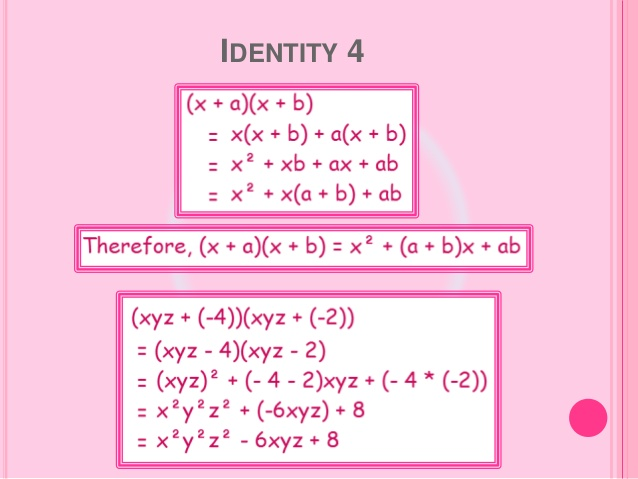 IDENTITY 4
(x + a)(x + b)
= x(x + b) + a(x + b)
= x² + xb + ax + ab
= x² + x(a + b) + ab
Therefore, (x + a)(x + b) = x² + (a + b)x + ab
(xyz + (-4))(xyz + (-2))
= (xyz - 4)(xyz - 2)
= (xyz)² + (- 4 - 2)xyz + (- 4 * (-2))
= x²y²z² + (-6xyz) + 8
= x²y²z² - 6xyz + 8